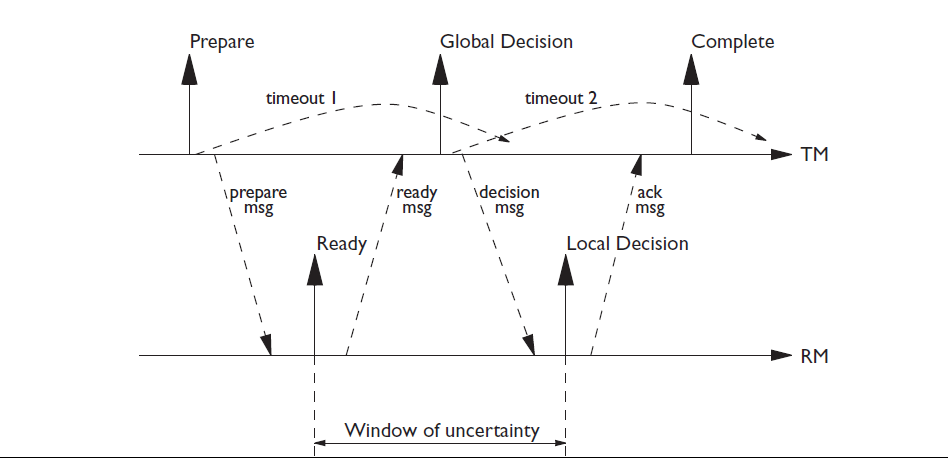 Prepare
Global Decision
Complete
timeout 1
timeout 2
TM
prepare
msg
ready
msg
decision
msg
ack
msg
Ready
Local Decision
RM
Window of uncertainty